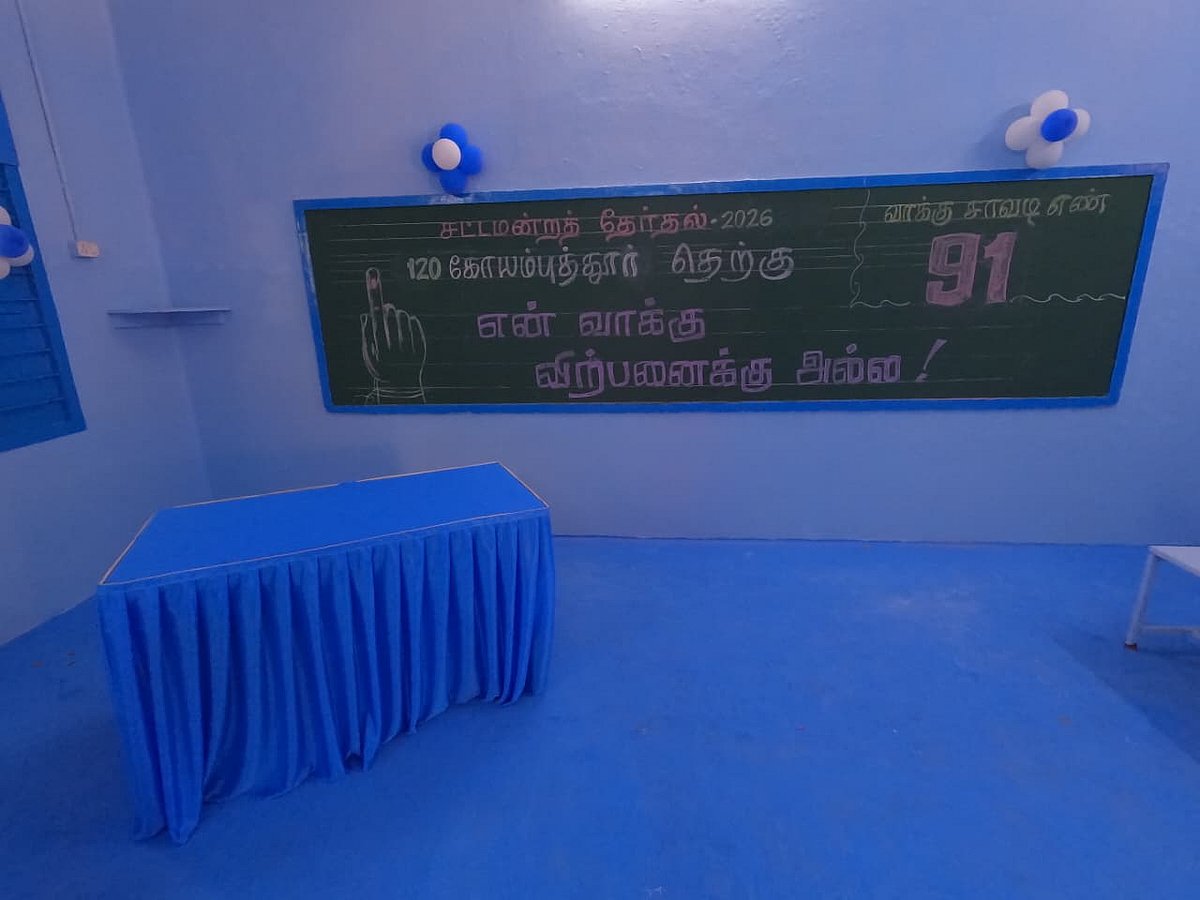 சட்டமன்றத் தேர்தல்-2026
120 கோயம்புத்தூர் தெற்கு
என் வாக்கு
விற்பனைக்கு அல்ல!
வாக்கு சாவடி எண்
91